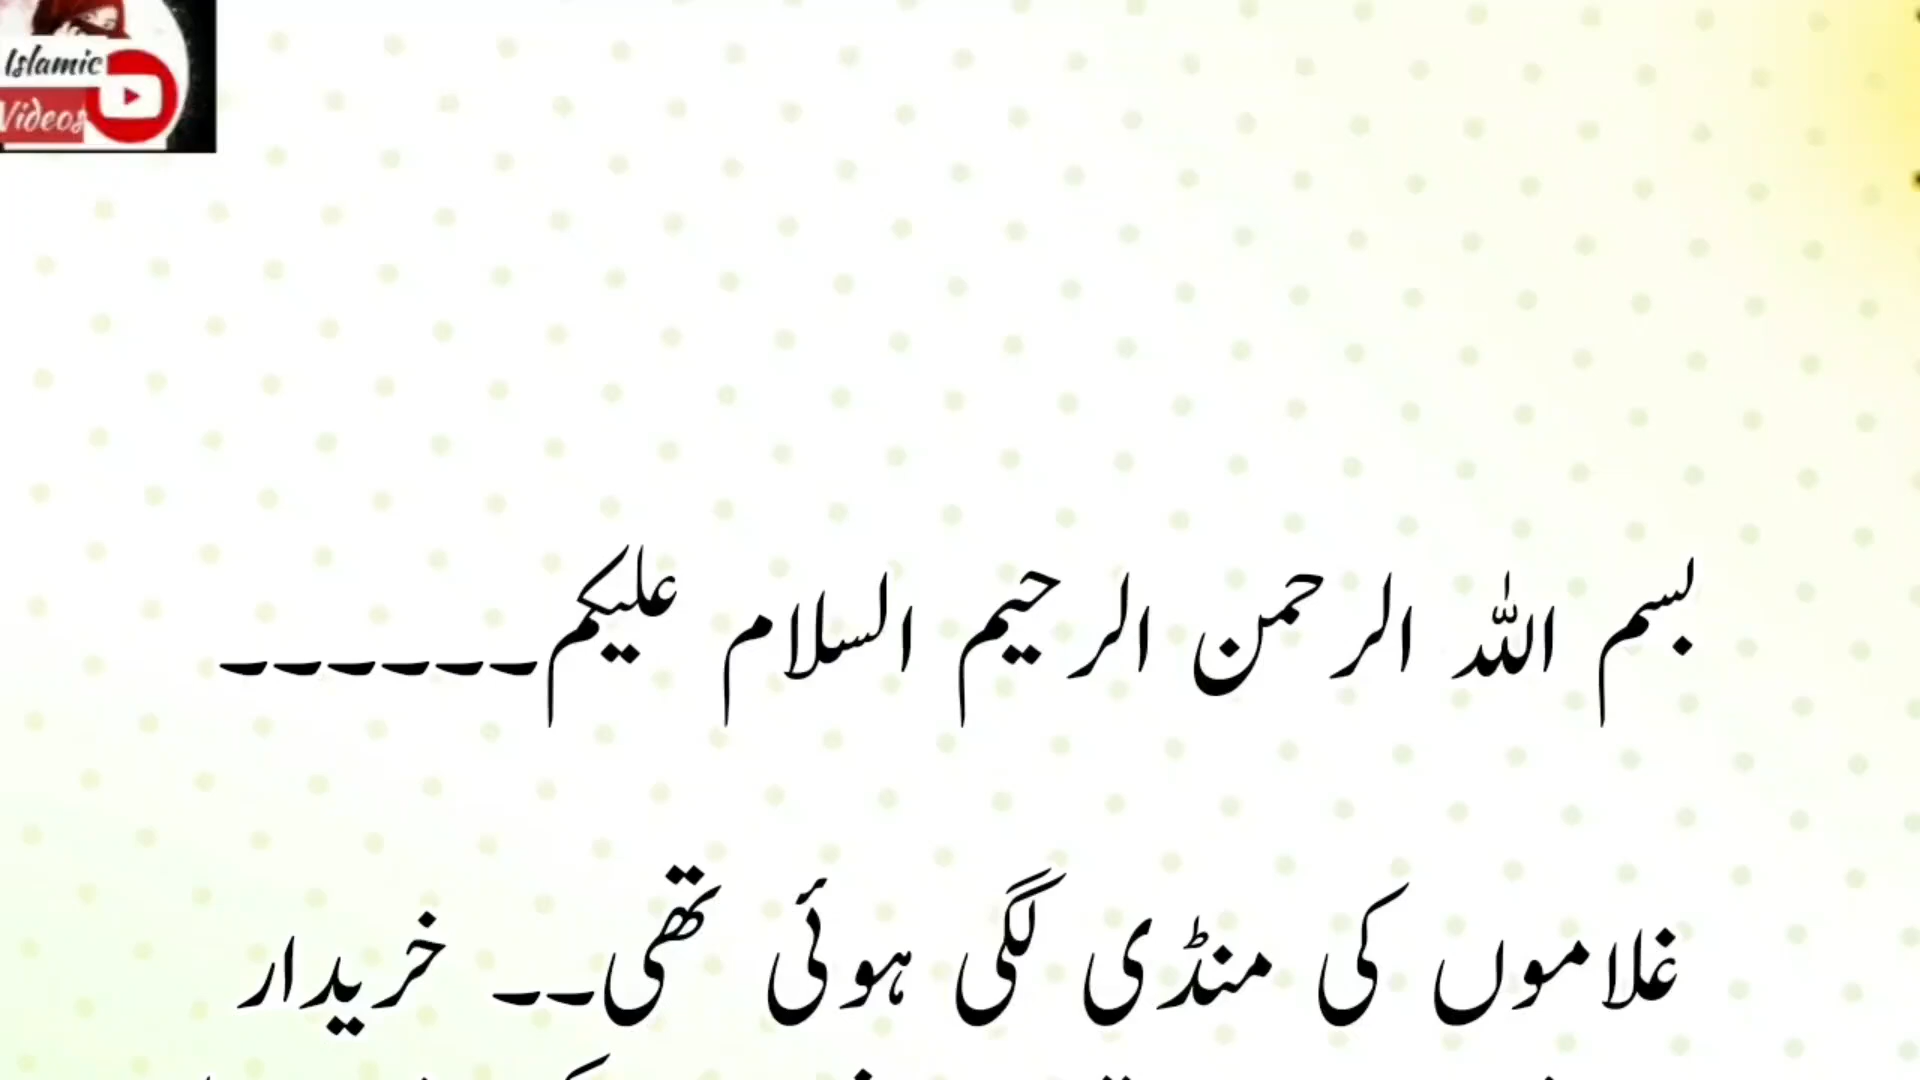 Islamic
Videos
بسم اللہ الرحمن الرحیم السلام علیکم۔۔۔۔۔۔
غلاموں کی منڈی لگی ہوئی تھی۔۔ خریدار